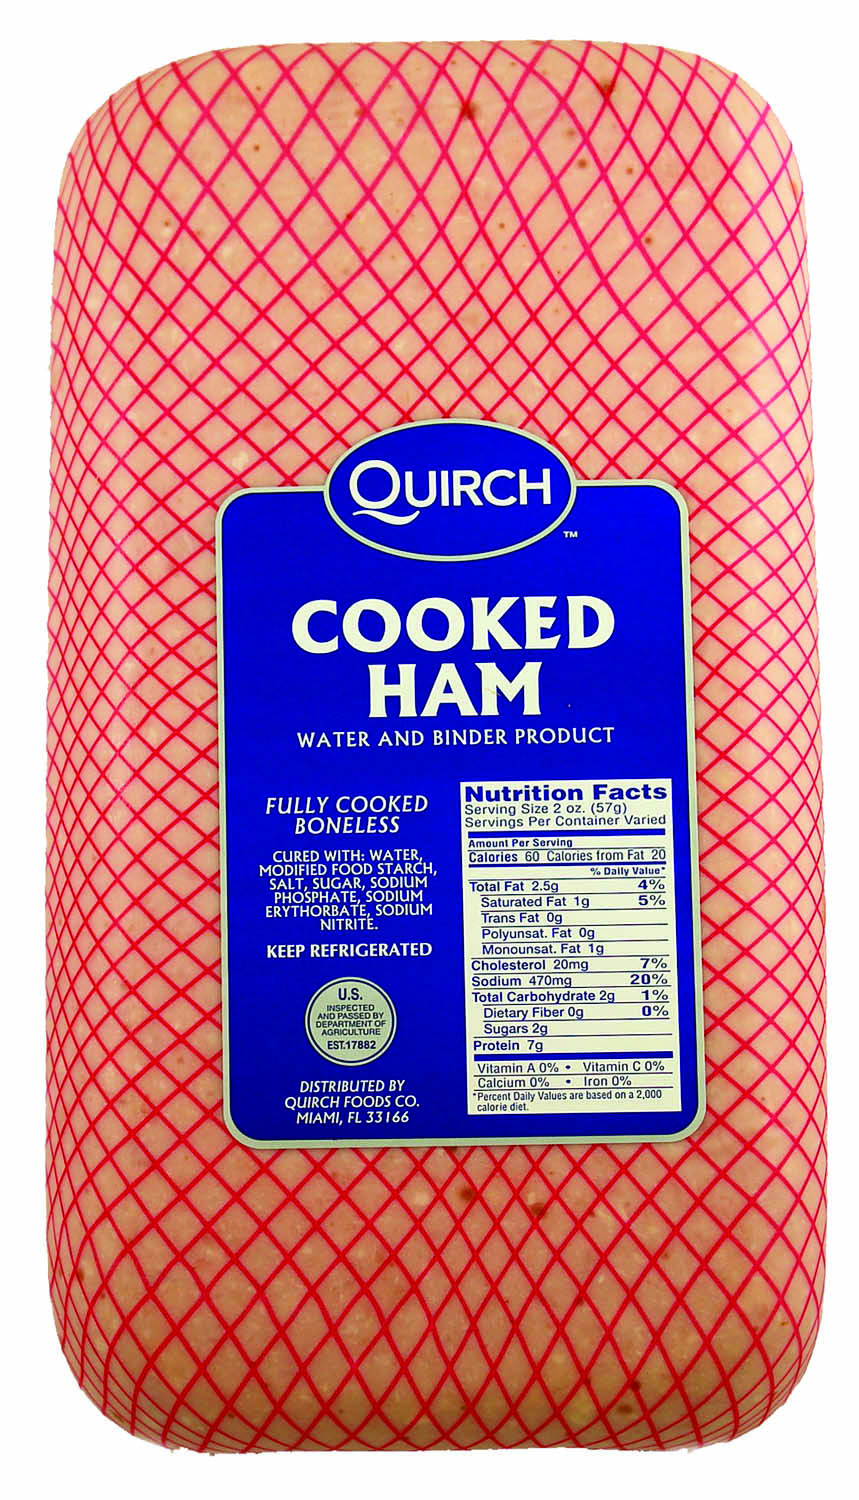 QUIRCH
™
COOKED
HAM
WATER AND BINDER PRODUCT
FULLY COOKED
BONELESS
CURED WITH: WATER,
MODIFIED FOOD STARCH,
SALT, SUGAR, SODIUM
PHOSPHATE, SODIUM
ERYTHORBATE, SODIUM
NITRITE.
KEEP REFRIGERATED
U.S.
INSPECTED
AND PASSED BY
DEPARTMENT OF
AGRICULTURE
EST.17882
DISTRIBUTED BY
QUIRCH FOODS CO.
MIAMI, FL 33166
Nutrition Facts
Serving Size 2 oz. (57g)
Servings Per Container Varied
Amount Per Serving
Calories 60 Calories from Fat 20
% Daily Value*
Total Fat 2.5g 4%
Saturated Fat 1g 5%
Trans Fat 0g
Polyunsat. Fat 0g
Monounsat. Fat 1g
Cholesterol 20mg 7%
Sodium 470mg 20%
Total Carbohydrate 2g 1%
Dietary Fiber 0g 0%
Sugars 2g
Protein 7g
Vitamin A 0% • Vitamin C 0%
Calcium 0% • Iron 0%
*Percent Daily Values are based on a 2,000
calorie diet.